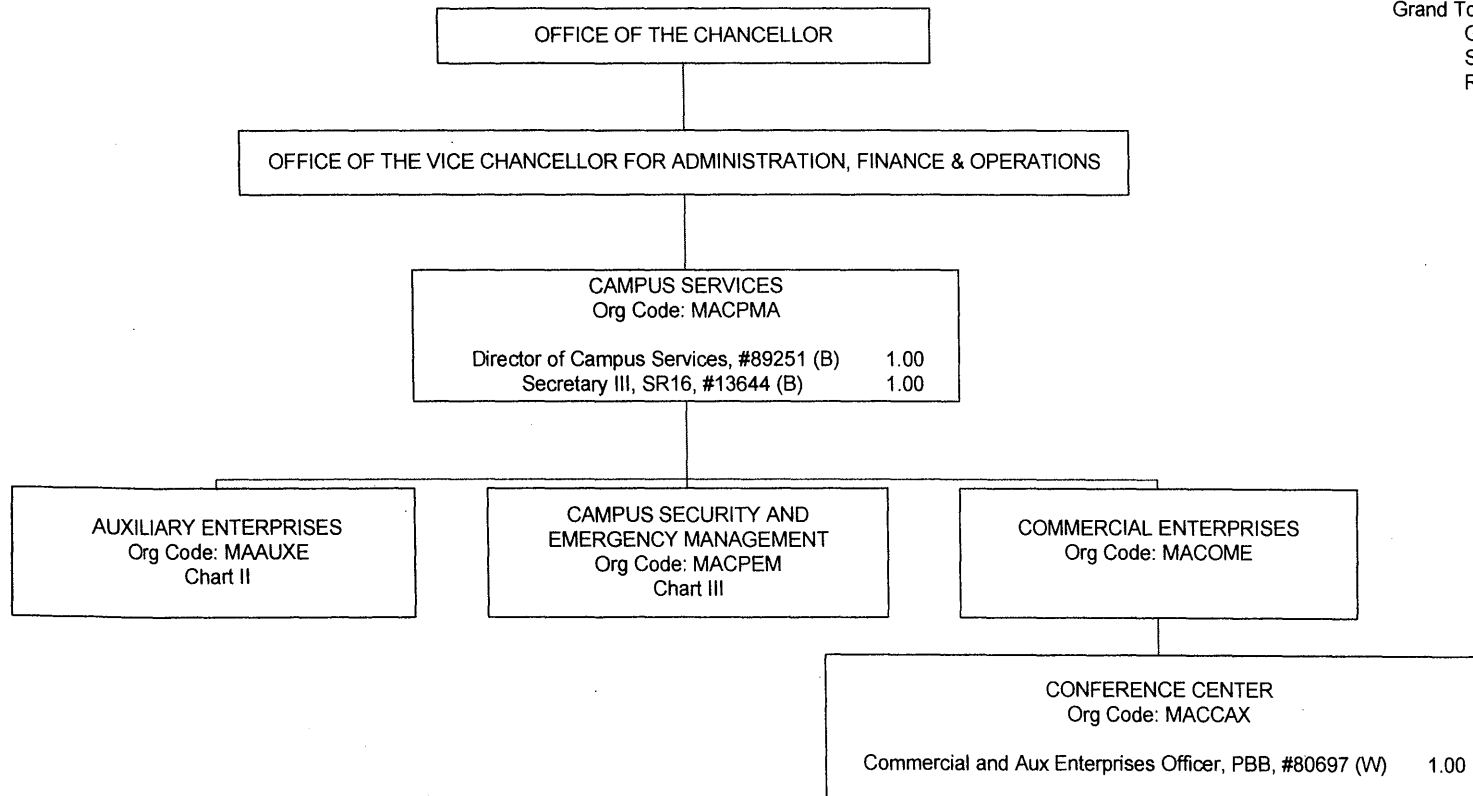 Grand
OFFICE OF THE CHANCELLOR
OFFICE OF THE VICE CHANCELLOR FOR ADMINISTRATION, FINANCE & OPERATIONS
CAMPUS SERVICES
Org Code: MACPMA
Director of Campus Services, #89251 (B) 1.00
Secretary III, SR16, #13644 (B) 1.00
AUXILIARY ENTERPRISES
Org Code: MAAUXE
Chart II
CAMPUS SECURITY AND
EMERGENCY MANAGEMENT
Org Code: MACPEM
Chart III
COMMERCIAL ENTERPRISES
Org Code: MACOME
CONFERENCE CENTER
Org Code: MACCAX
Commercial and Aux Enterprises Officer, PBB, #80697 (W) 1.00